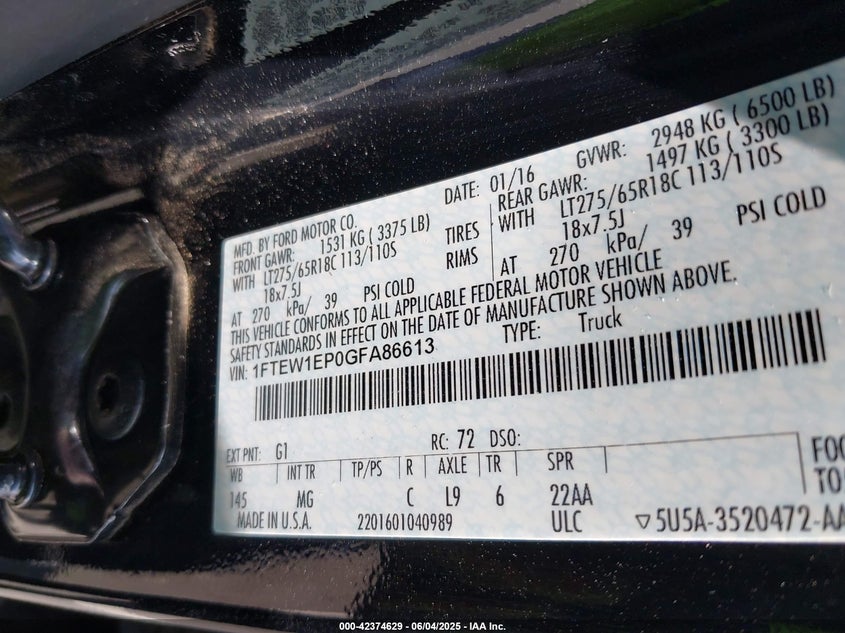 MFD. BY FORD MOTOR CO.
DATE: 01/16
GVWR: 2948 KG ( 6500 LB)
FRONT GAWR: 1531 KG ( 3375 LB)
REAR GAWR: 1497 KG ( 3300 LB)
WITH LT275/65R18C 113/110S TIRES
WITH LT275/65R18C 113/110S
18x7.5J RIMS
18x7.5J
AT 270 kPa/ 39 PSI COLD
AT 270 kPa/ 39 PSI COLD
THIS VEHICLE CONFORMS TO ALL APPLICABLE FEDERAL MOTOR VEHICLE
SAFETY STANDARDS IN EFFECT ON THE DATE OF MANUFACTURE SHOWN ABOVE.
VIN: 1FTEW1EP0GFA86613
TYPE: Truck
EXT PNT: G1 RC: 72 DSO:
WB INT TR TP/PS R AXLE TR SPR
145 MG C L9 6 22AA
MADE IN U.S.A. 2201601040989 ULC ▽5U5A-3520472-AA
000-42374629 - 06/04/2025 - IAA Inc.